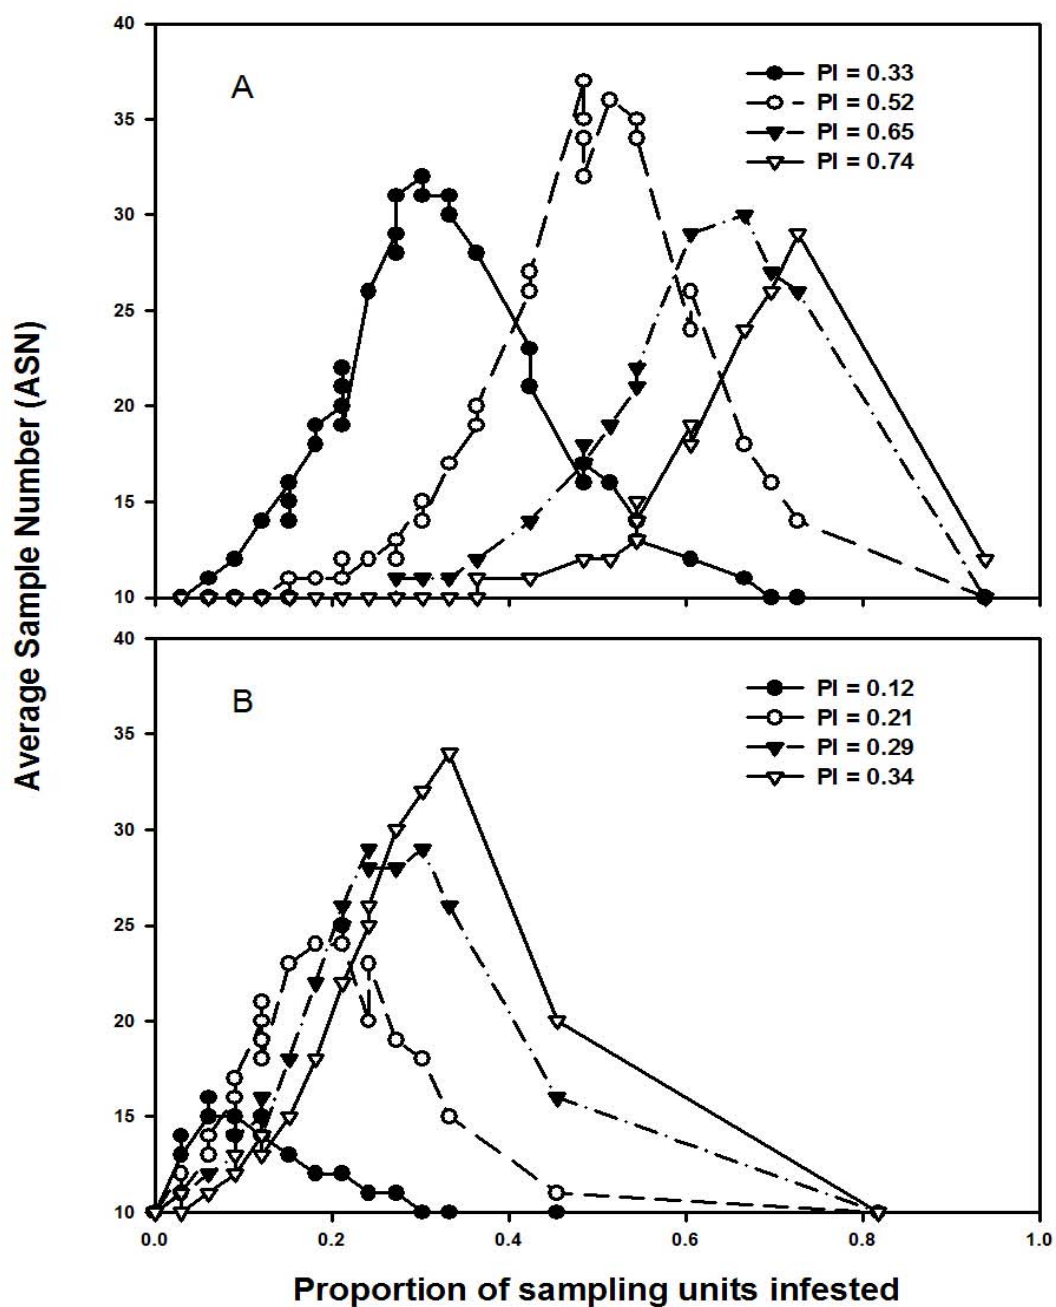 40
A
PI = 0.33
PI = 0.52
PI = 0.65
PI = 0.74
35
30
25
20
15
10
40
B
PI = 0.12
PI = 0.21
PI = 0.29
PI = 0.34
35
30
25
20
15
10
0.0 0.2 0.4 0.6 0.8 1.0
Average Sample Number (ASN)
Proportion of sampling units infested